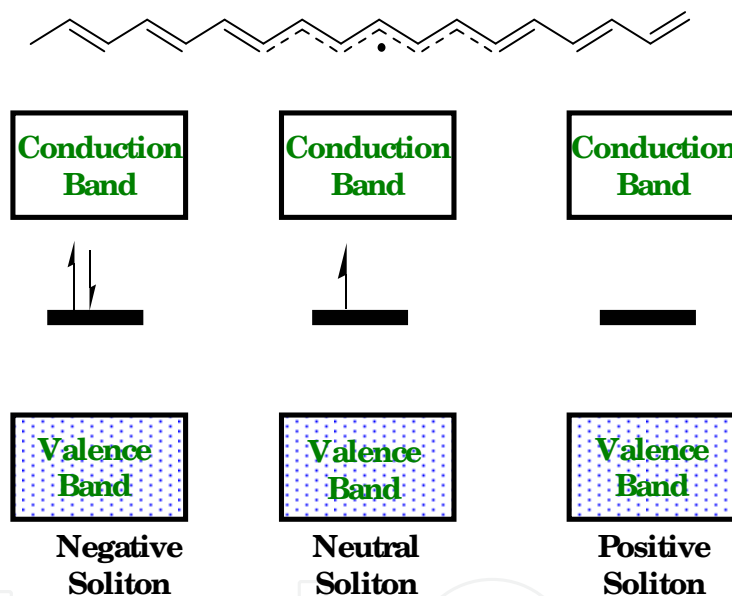 Conduction
Band
Conduction
Band
Conduction
Band
Valence
Band
Valence
Band
Valence
Band
Negative
Soliton
Neutral
Soliton
Positive
Soliton